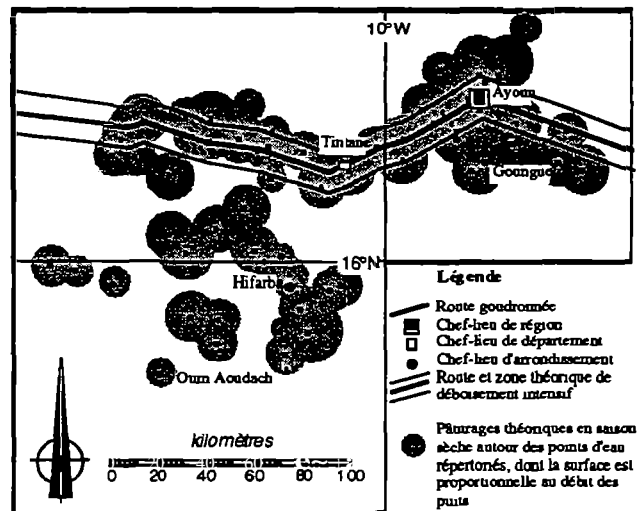 10°W
Ayoun
Tintane
Goungue
16°N
Hifarba
Oum Aoudach
kilomètres
0 20 40 60 80 100
Légende
Route goudronnée
Chef-lieu de région
Chef-lieu de département
Chef-lieu d'arrondissement
Route et zone théorique de
déboisement intensif
Pâturages théoriques en saison
sèche autour des points d'eau
répertonés, dont la surface est
proportionnelle au débit des
puits